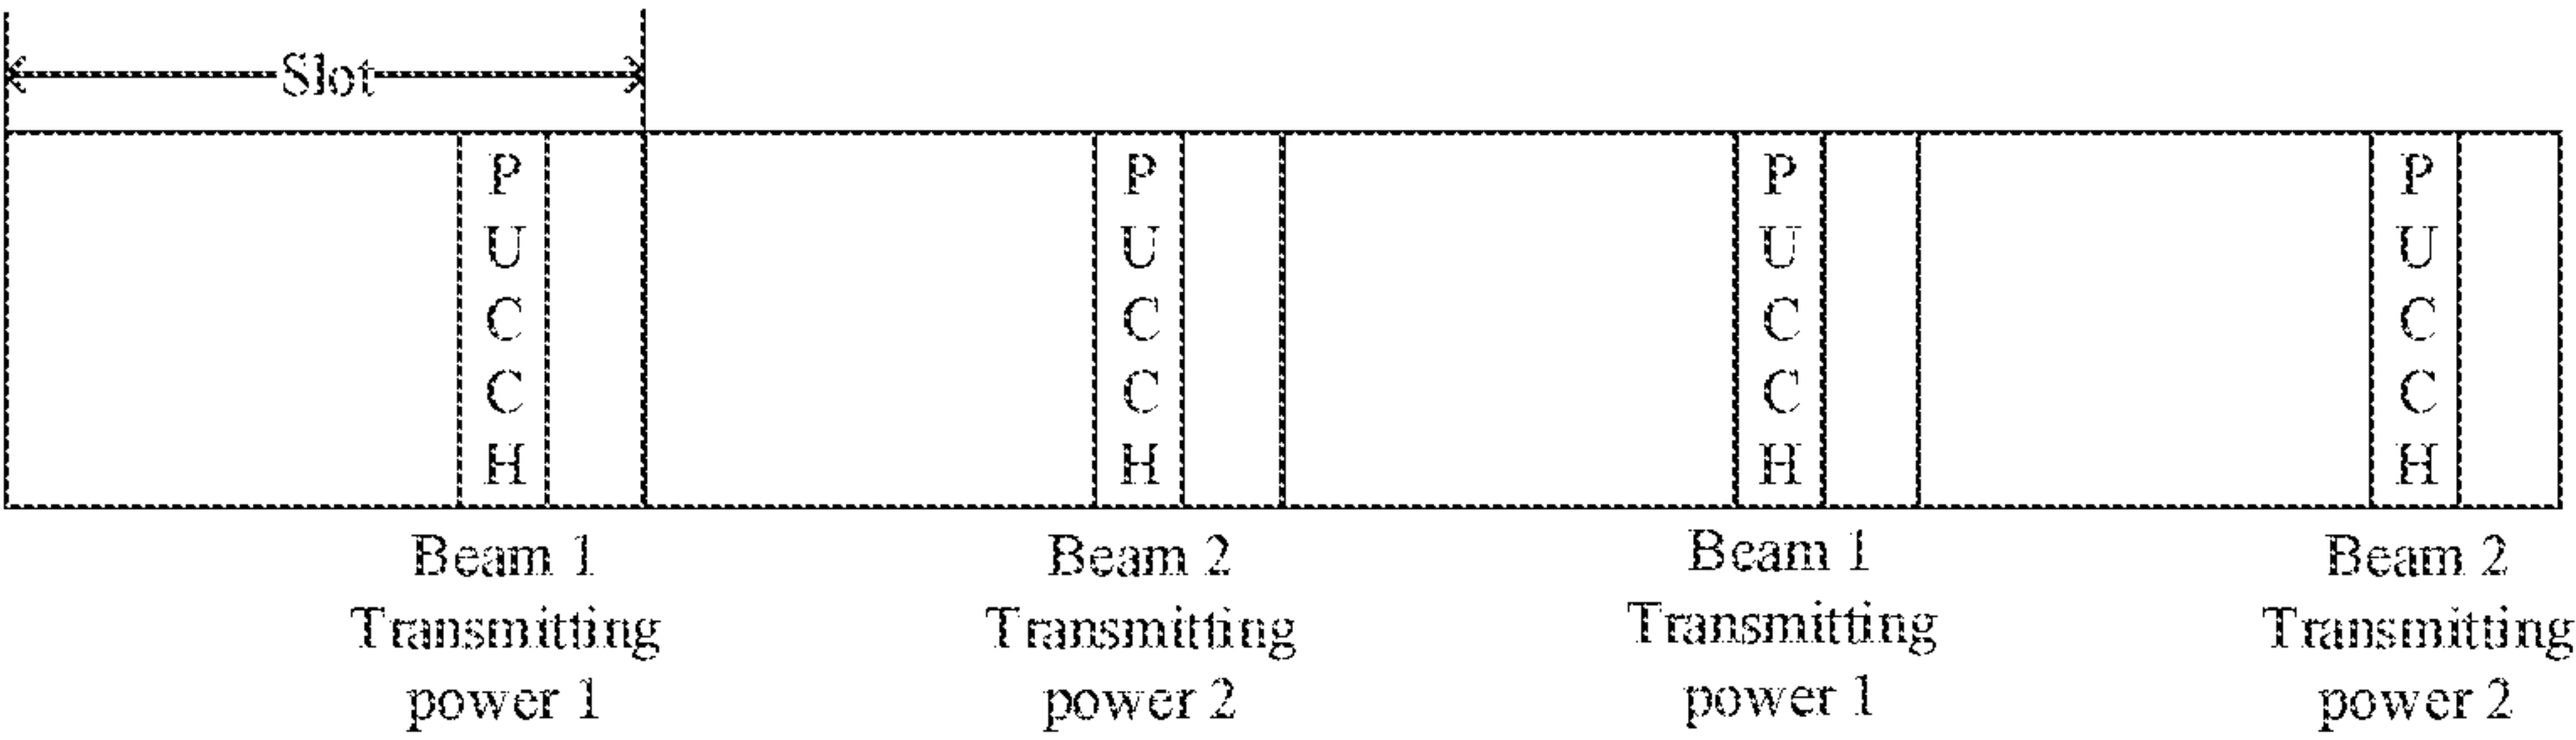 Slot
P
U
C
C
H
P
U
C
C
H
P
U
C
C
H
P
U
C
C
H
Beam 1
Transmitting
power 1
Beam 2
Transmitting
power 2
Beam 1
Transmitting
power 1
Beam 2
Transmitting
power 2